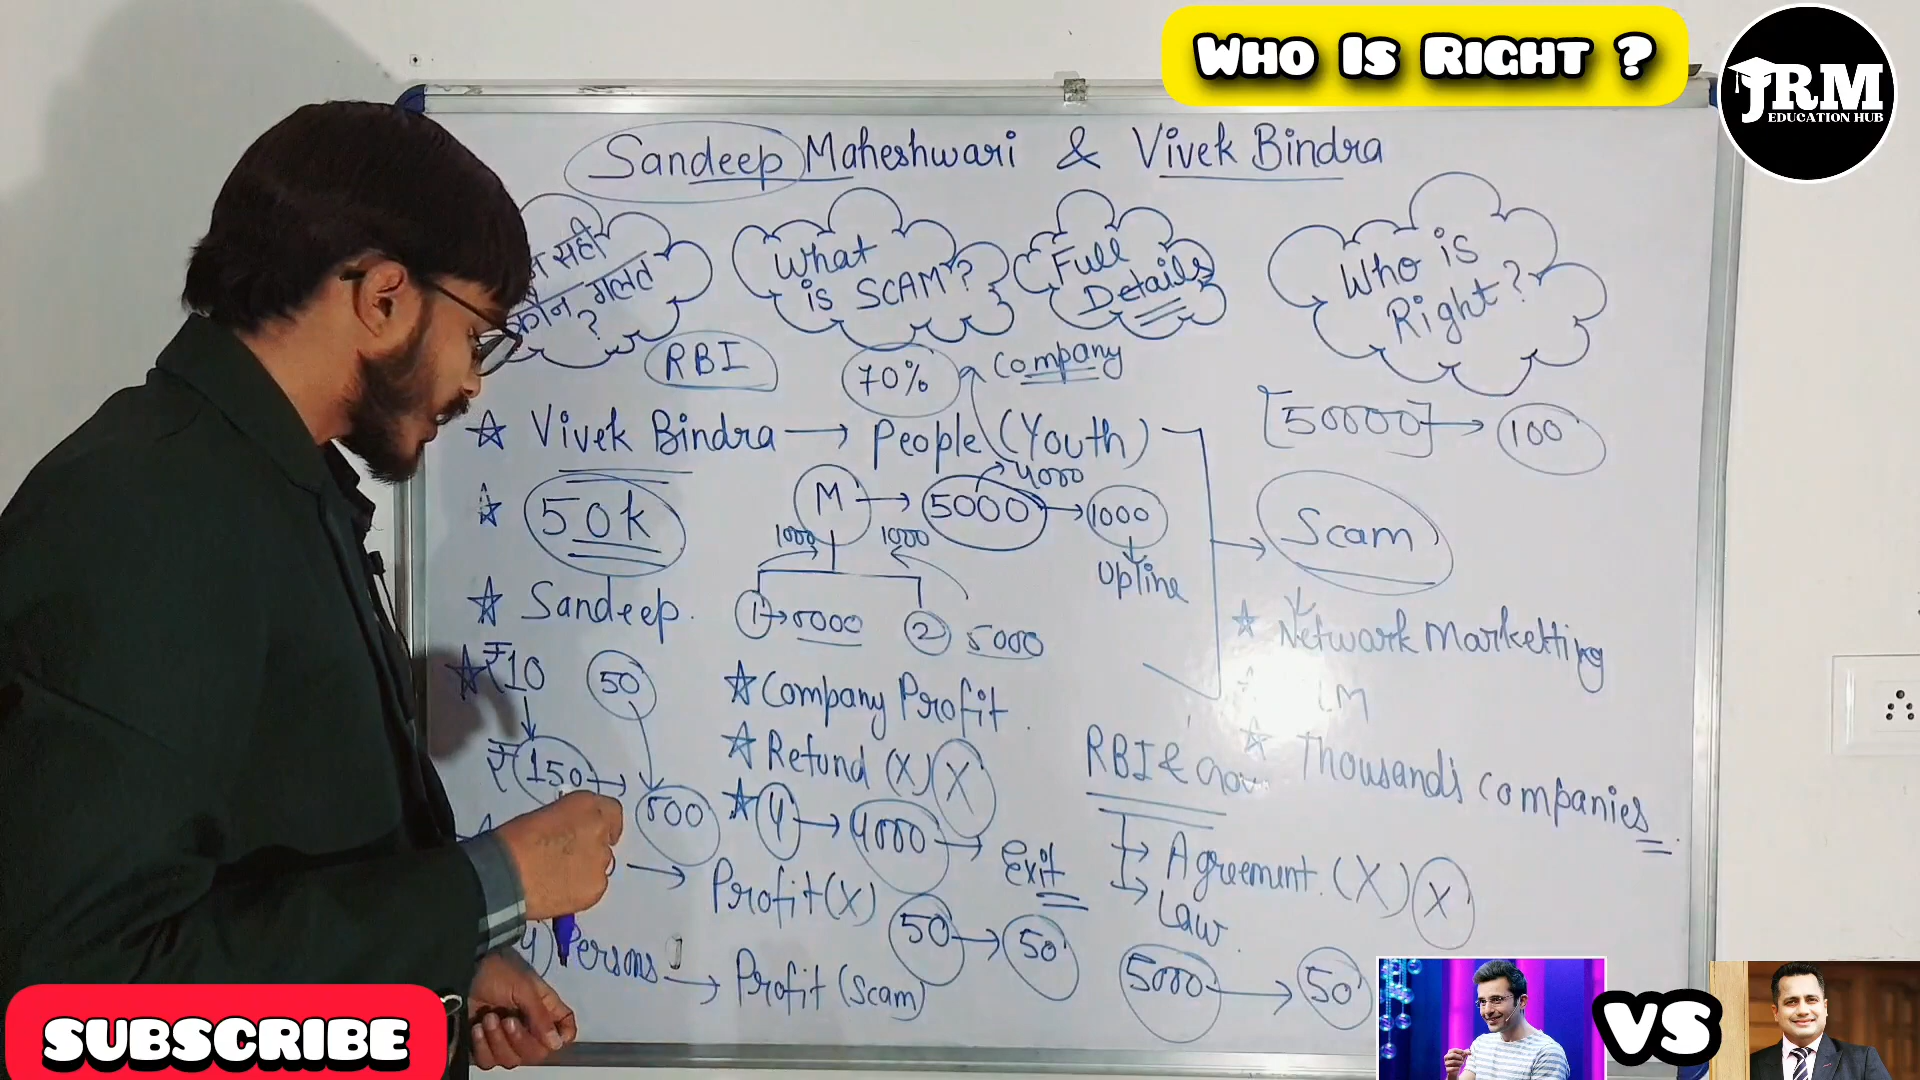 WHO IS RIGHT ?
JRM
EDUCATION HUB
Sandeep Maheshwari & Vivek Bindra
सही
कौन गलत
?
What
is SCAM?
Full
Details
Who is
Right?
RBI
70%
Company
[50000] → 100
Vivek Bindra → People (Youth)
50k
M → 5000 → 1000
4000
1000
1000
Upline
Scam
Sandeep.
1 → 5000
2 5000
Network Marketting
LM
₹10
50
Company Profit
₹150 →
500
Refund (X) X
RBI &
Thousands companies
4 → 4000 → Exit
Agreement. (X) X
Law.
→ Profit (X)
50 → 50
4) Persons → Profit (Scam)
5000 → 50
SUBSCRIBE
VS